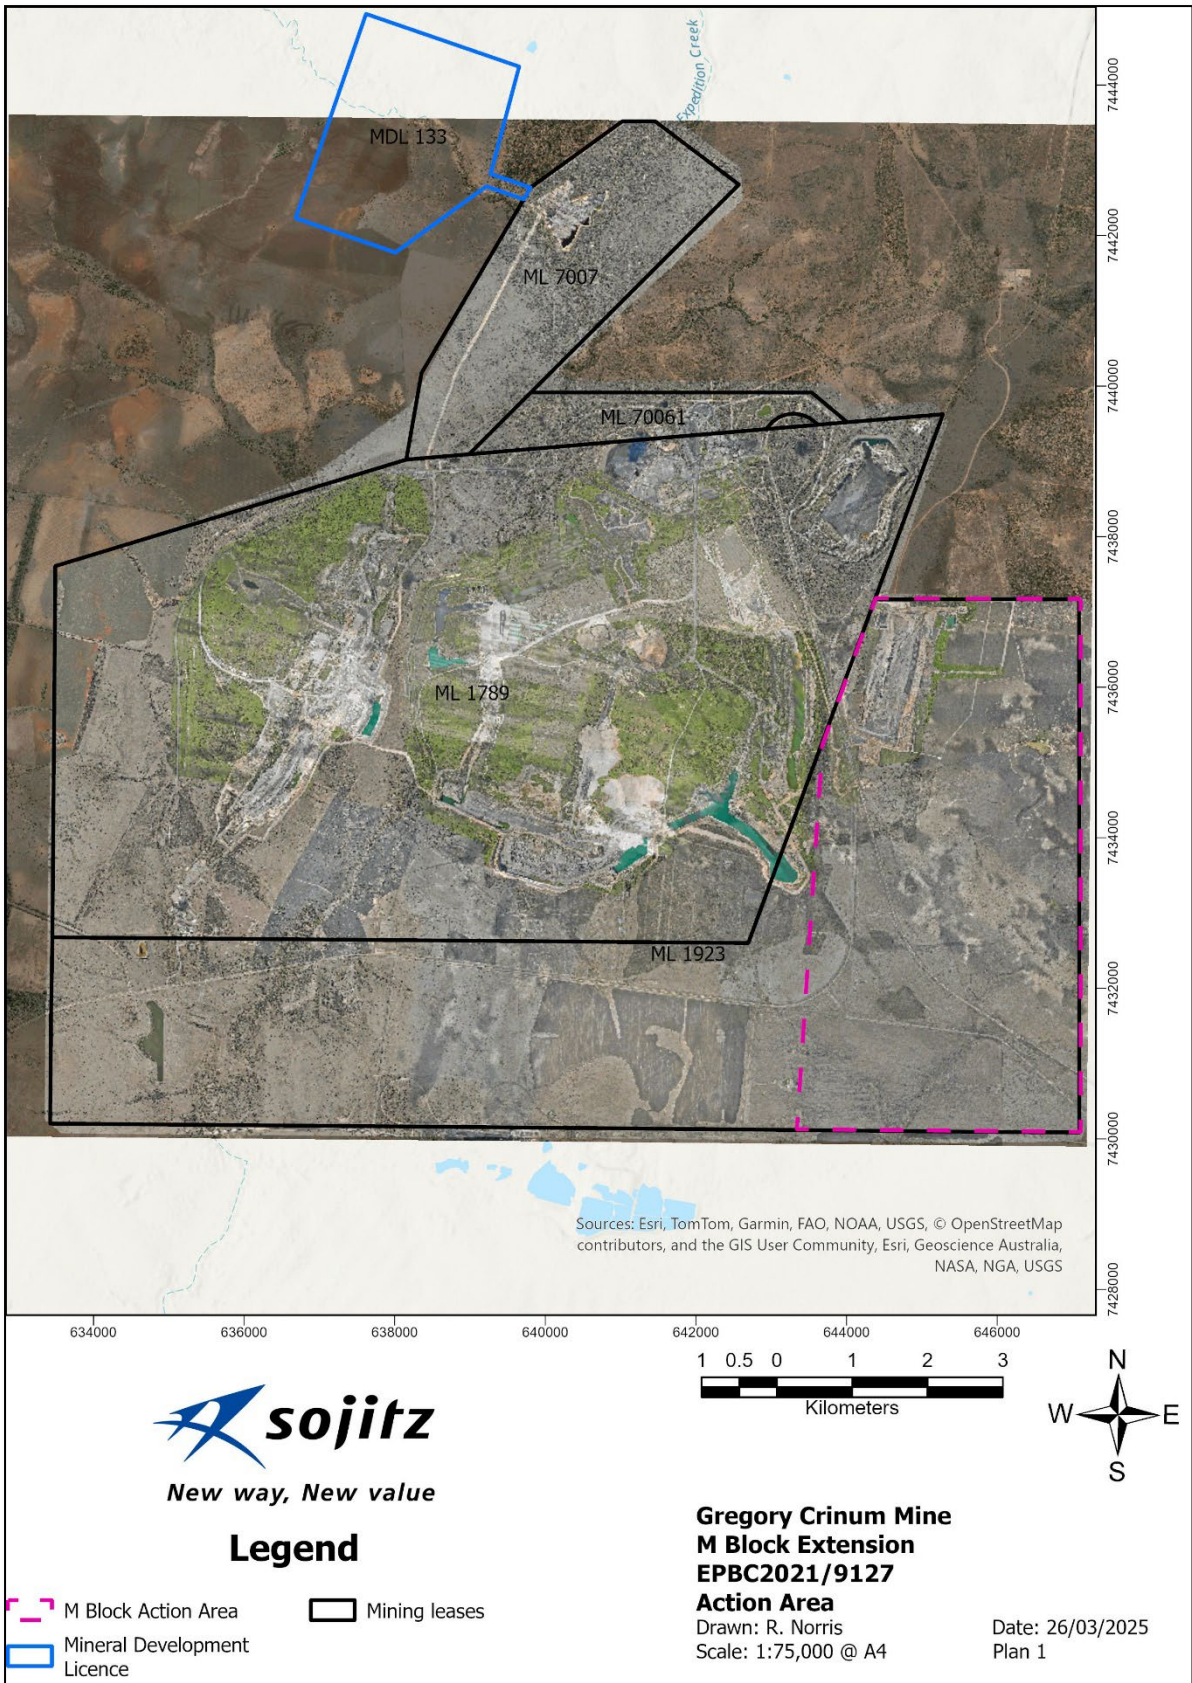 Expedition Creek
MDL 133
ML 7007
ML 70061
ML 1789
ML 1923
7444000
7442000
7440000
7438000
7436000
7434000
7432000
7430000
7428000
Sources: Esri, TomTom, Garmin, FAO, NOAA, USGS, © OpenStreetMap
contributors, and the GIS User Community, Esri, Geoscience Australia,
NASA, NGA, USGS
634000 636000 638000 640000 642000 644000 646000
1 0.5 0 1 2 3
Kilometers
N
W E
S
sojitz
New way, New value
Legend
M Block Action Area
Mining leases
Mineral Development
Licence
Gregory Crinum Mine
M Block Extension
EPBC2021/9127
Action Area
Drawn: R. Norris
Date: 26/03/2025
Scale: 1:75,000 @ A4
Plan 1